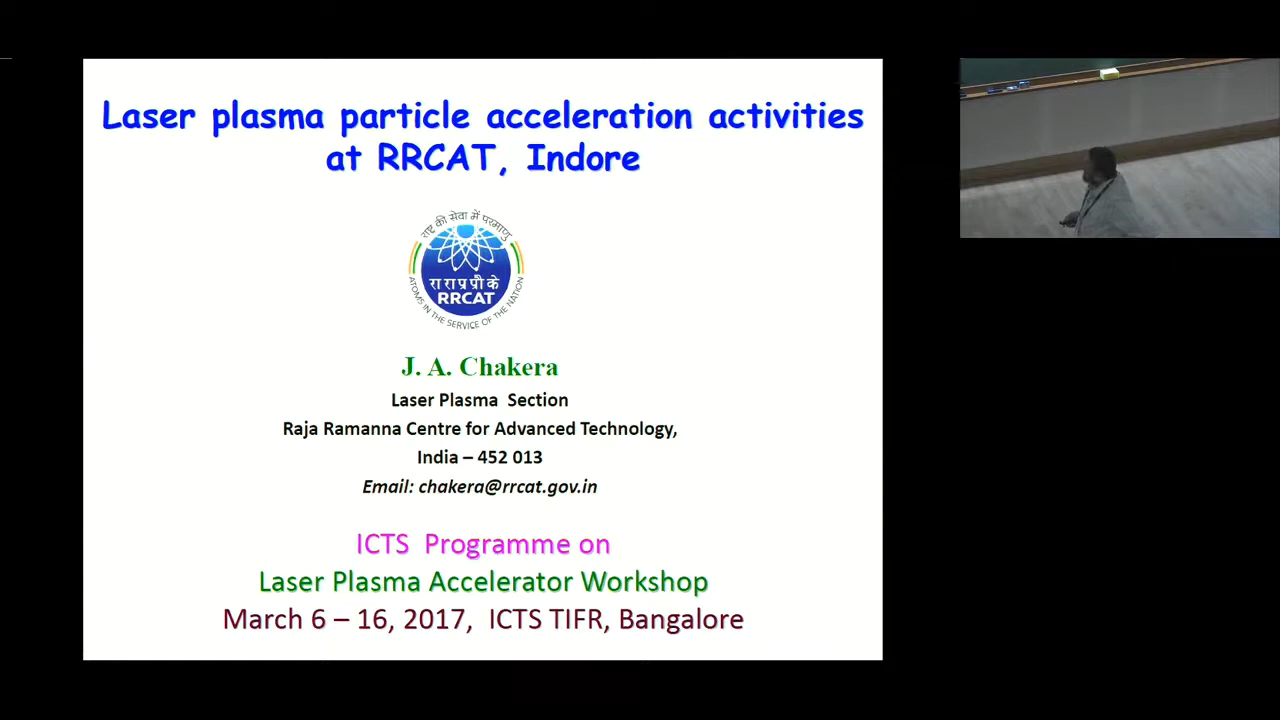 Laser plasma particle acceleration activities
at RRCAT, Indore
राष्ट्र की सेवा में परमाणु
रा रा प्र प्रौ के
RRCAT
ATOMS IN THE SERVICE OF THE NATION
J. A. Chakera
Laser Plasma Section
Raja Ramanna Centre for Advanced Technology,
India – 452 013
Email: chakera@rrcat.gov.in
ICTS Programme on
Laser Plasma Accelerator Workshop
March 6 – 16, 2017, ICTS TIFR, Bangalore